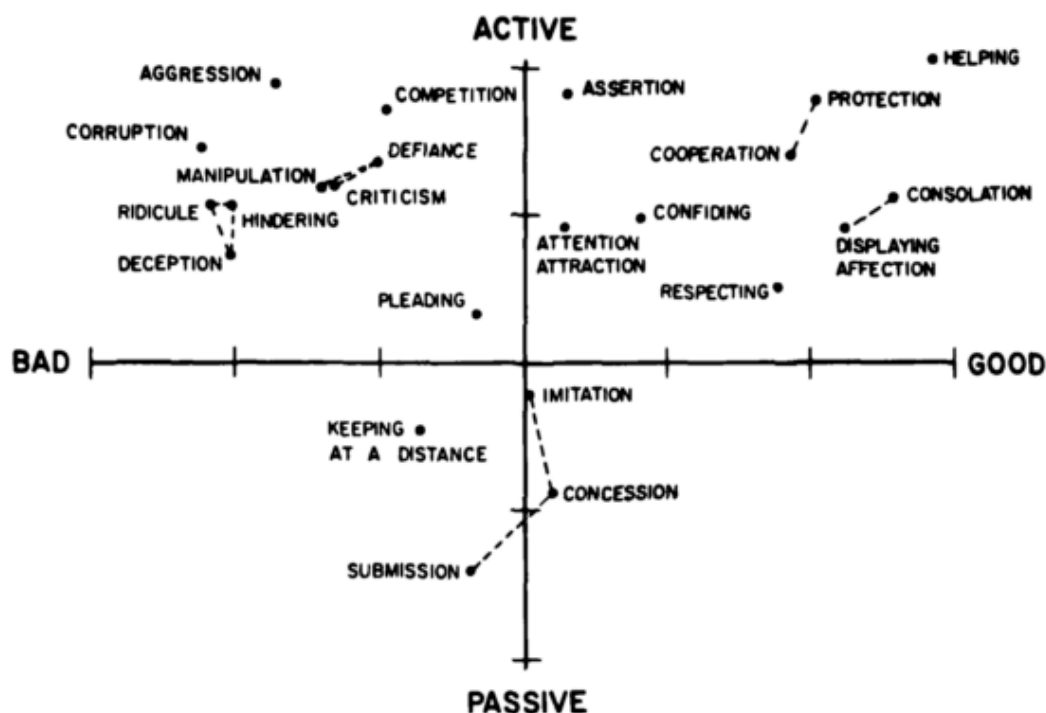 ACTIVE
HELPING
AGGRESSION
ASSERTION
COMPETITION
PROTECTION
CORRUPTION
DEFIANCE
COOPERATION
MANIPULATION
CRITICISM
CONSOLATION
RIDICULE
HINDERING
CONFIDING
ATTENTION
ATTRACTION
DISPLAYING
AFFECTION
DECEPTION
RESPECTING
PLEADING
BAD
GOOD
IMITATION
KEEPING
AT A DISTANCE
CONCESSION
SUBMISSION
PASSIVE